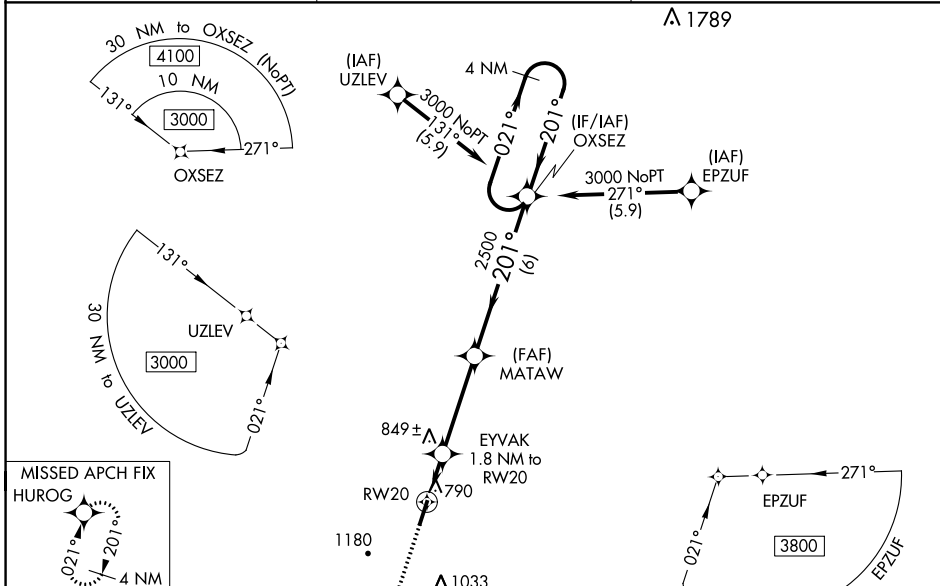 1789
30 NM to OXSEZ (NoPT)
4100
10 NM
3000
131°
271°
OXSEZ
(IAF)
UZLEV
3000 NoPT
131°
(5.9)
4 NM
021°
201°
(IF/IAF)
OXSEZ
(IAF)
EPZUF
3000 NoPT
271°
(5.9)
2500
201°
(6)
131°
UZLEV
30 NM to UZLEV
3000
021°
(FAF)
MATAW
849±
EYVAK
1.8 NM to
RW20
RW20
790
1180
1033
MISSED APCH FIX
HUROG
021°
201°
4 NM
271°
EPZUF
021°
3800
EPZUF